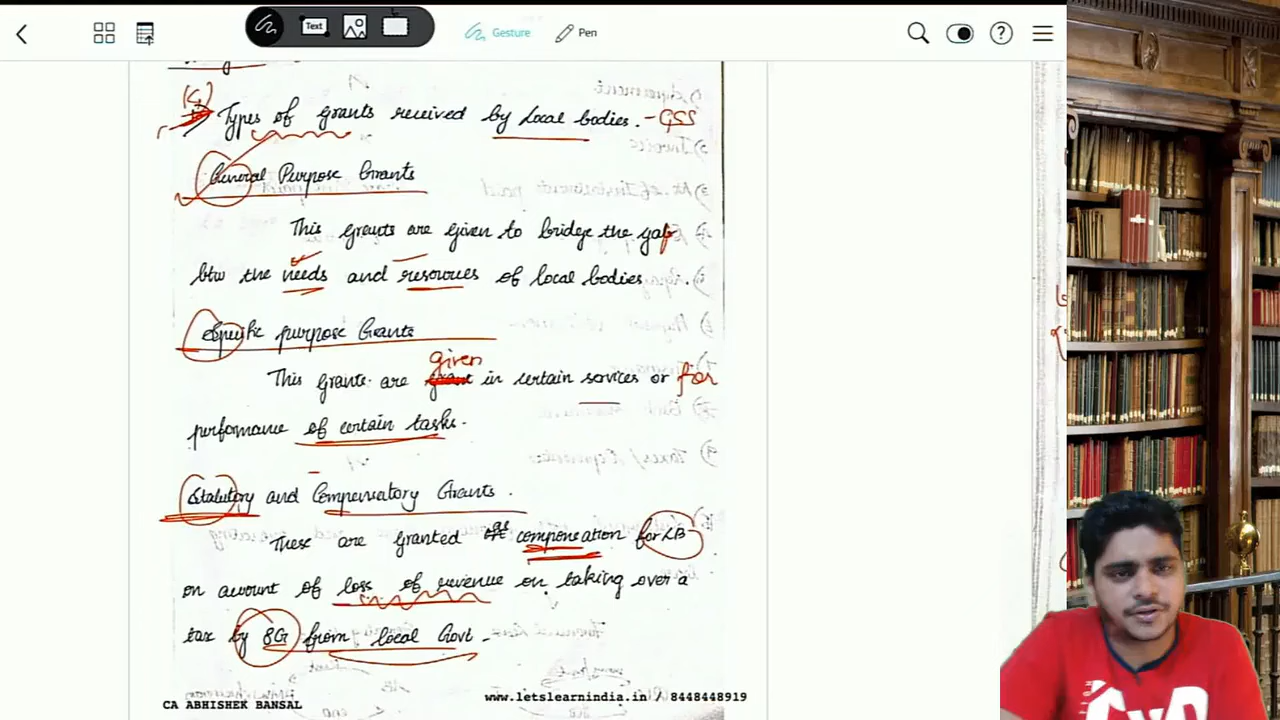 Text
Gesture
Pen
Types of grants received by Local bodies. - GSS
General Purpose Grants
This grants are given to bridge the gap
btw the needs and resources of local bodies.
Specific purpose Grants
given
This grants are in certain services or for
performance of certain tasks.
Statutory and Compensatory Grants.
These are granted as compensation for LB
on amount of loss of revenue on taking over a
tax by SG from local Govt.
CA ABHISHEK BANSAL
www.letslearnindia.in / 8448448919